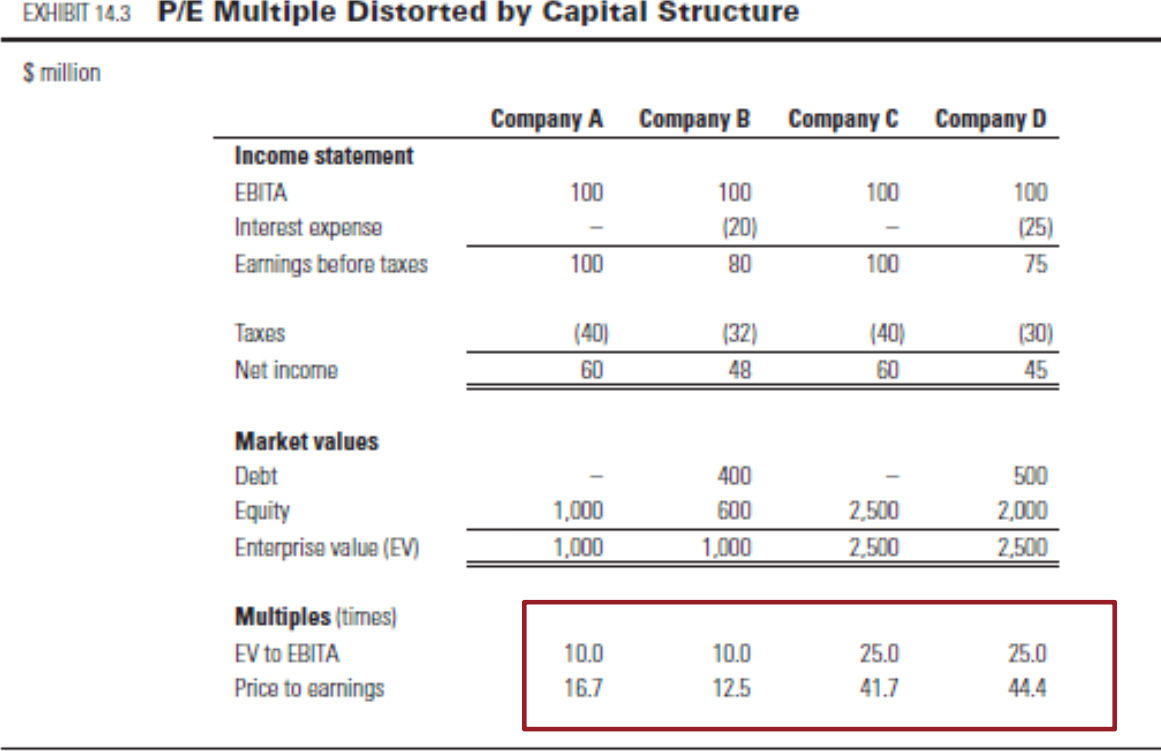 EXHIBIT 14.3 P/E Multiple Distorted by Capital Structure
$ million
Company A Company B Company C Company D
Income statement
EBITA 100 100 100 100
Interest expense – (20) – (25)
Earnings before taxes 100 80 100 75
Taxes (40) (32) (40) (30)
Net income 60 48 60 45
Market values
Debt – 400 – 500
Equity 1,000 600 2,500 2,000
Enterprise value (EV) 1,000 1,000 2,500 2,500
Multiples (times)
EV to EBITA 10.0 10.0 25.0 25.0
Price to earnings 16.7 12.5 41.7 44.4